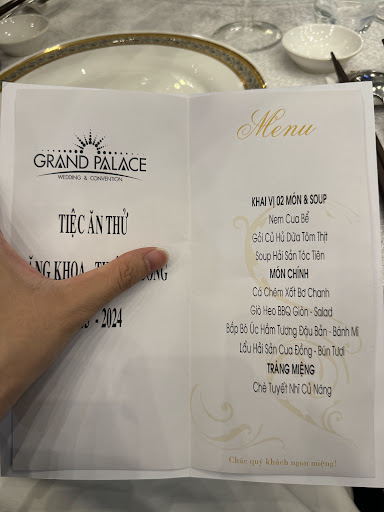 GRAND PALACE
WEDDING & CONVENTION
TIỆC ĂN THỬ
KHOA
- 2024
Menu
KHAI VỊ 02 MÓN & SOUP
Nem Cua Bể
Gỏi Củ Hủ Dừa Tôm Thịt
Soup Hải Sản Tóc Tiên
MÓN CHÍNH
Cá Chẽm Xốt Bơ Chanh
Giò Heo BBQ Giòn - Salad
Bắp Bò Úc Hầm Tương Đậu Bản - Bánh Mì
Lẩu Hải Sản Cua Đồng - Bún Tươi
TRÁNG MIỆNG
Chè Tuyết Nhĩ Củ Năng
Chúc quý khách ngon miệng!